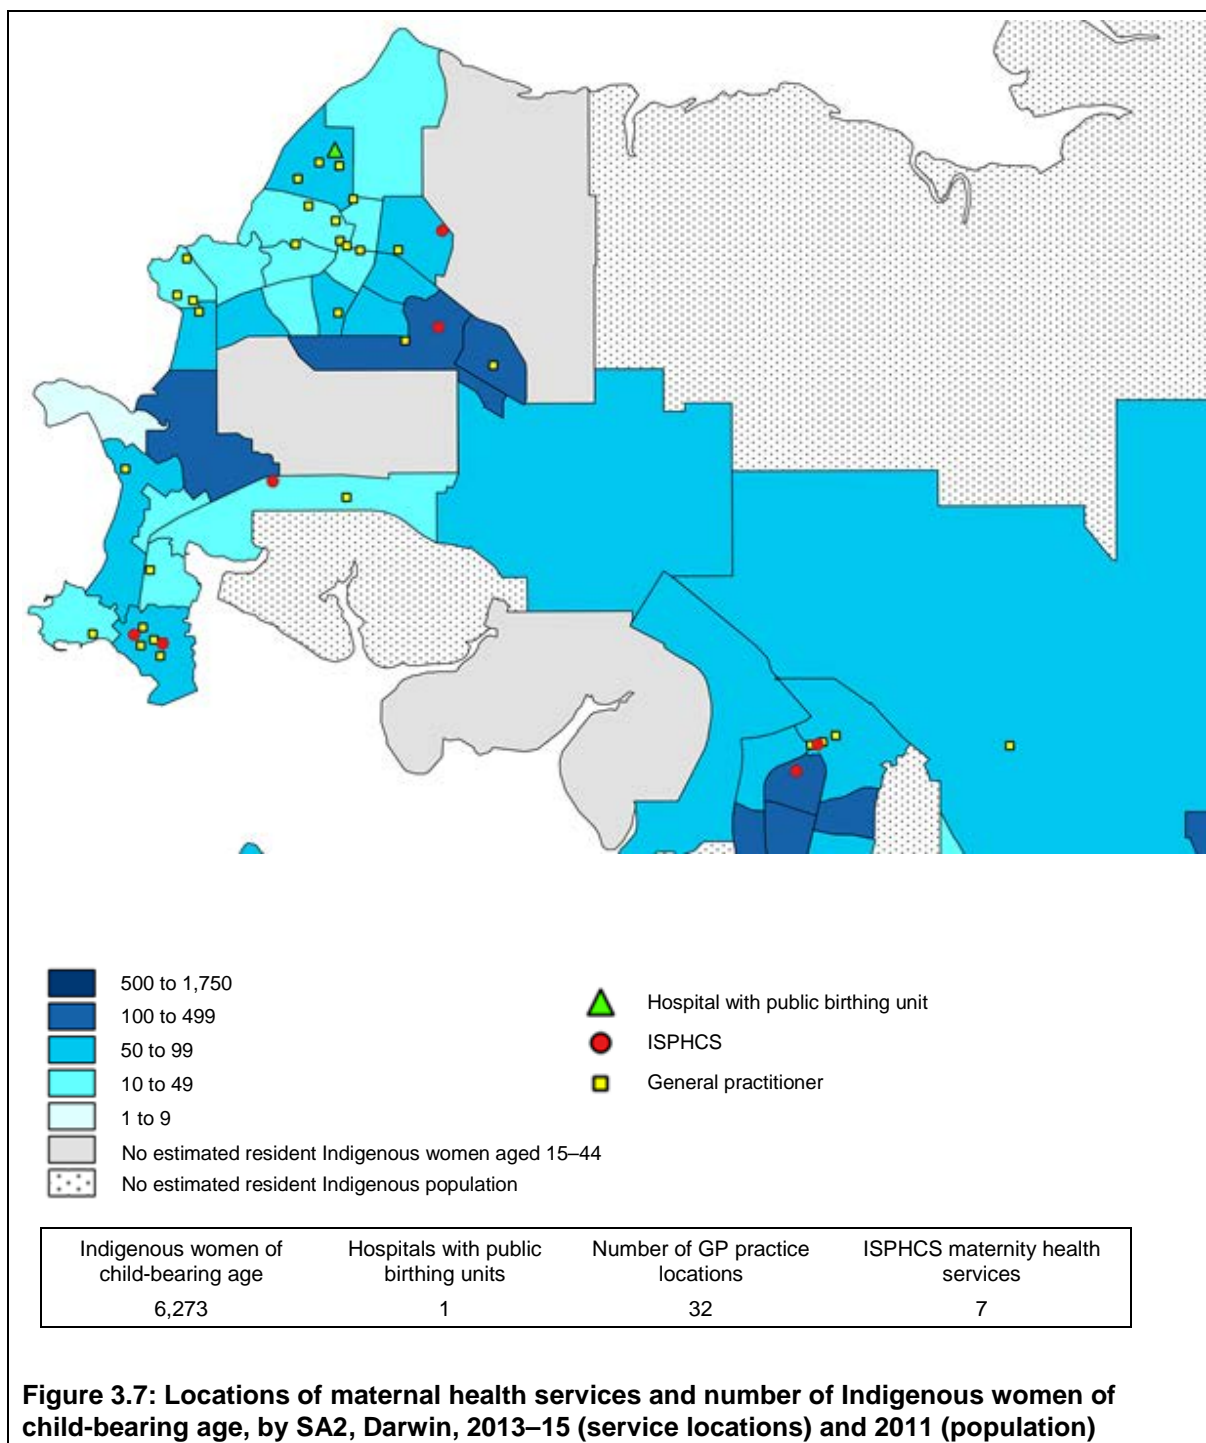 500 to 1,750
100 to 499
50 to 99
10 to 49
1 to 9
No estimated resident Indigenous women aged 15–44
No estimated resident Indigenous population
Hospital with public birthing unit
ISPHCS
General practitioner
Indigenous women of child-bearing age
Hospitals with public birthing units
Number of GP practice locations
ISPHCS maternity health services
6,273
1
32
7
Figure 3.7: Locations of maternal health services and number of Indigenous women of
child-bearing age, by SA2, Darwin, 2013–15 (service locations) and 2011 (population)